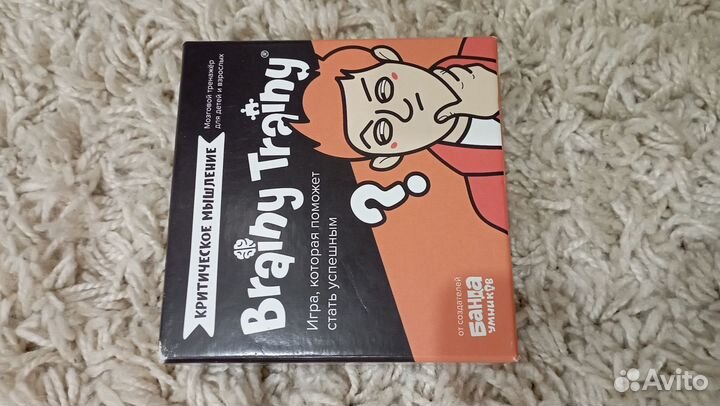 КРИТИЧЕСКОЕ МЫШЛЕНИЕ
Мозговой тренажёр
для детей и взрослых
Brainy Trainy®
Игра, которая поможет
стать успешным
?
от создателей
БАНДА
УМНИКОВ
Avito